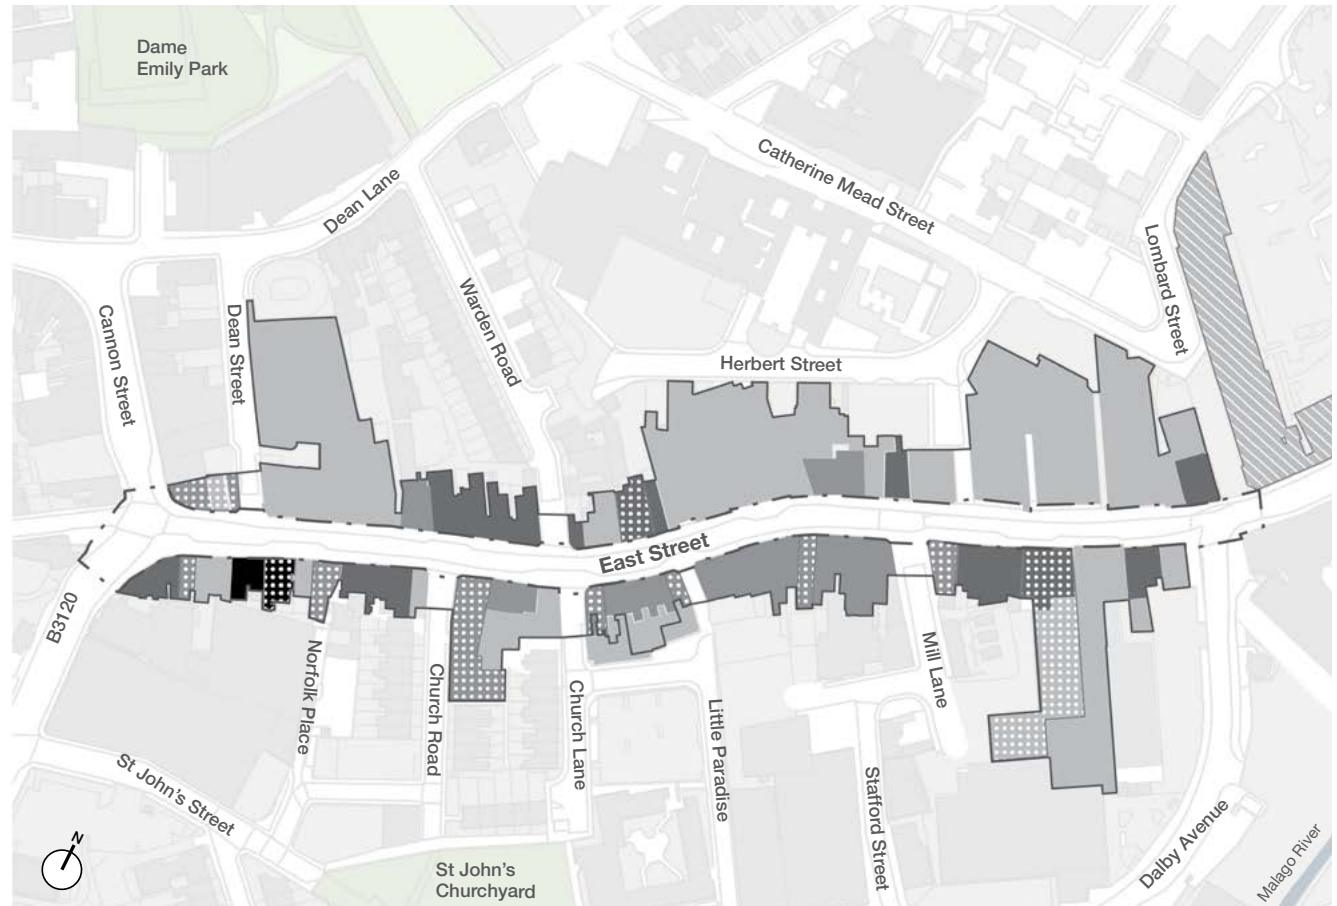 Dame
Emily Park
Dean Lane
Catherine Mead Street
Lombard Street
Cannon Street
Dean Street
Warden Road
Herbert Street
East Street
B3120
Norfolk Place
Church Road
Church Lane
Little Paradise
Mill Lane
Stafford Street
St John's Street
Dalby Avenue
Malago River
N
St John's
Churchyard